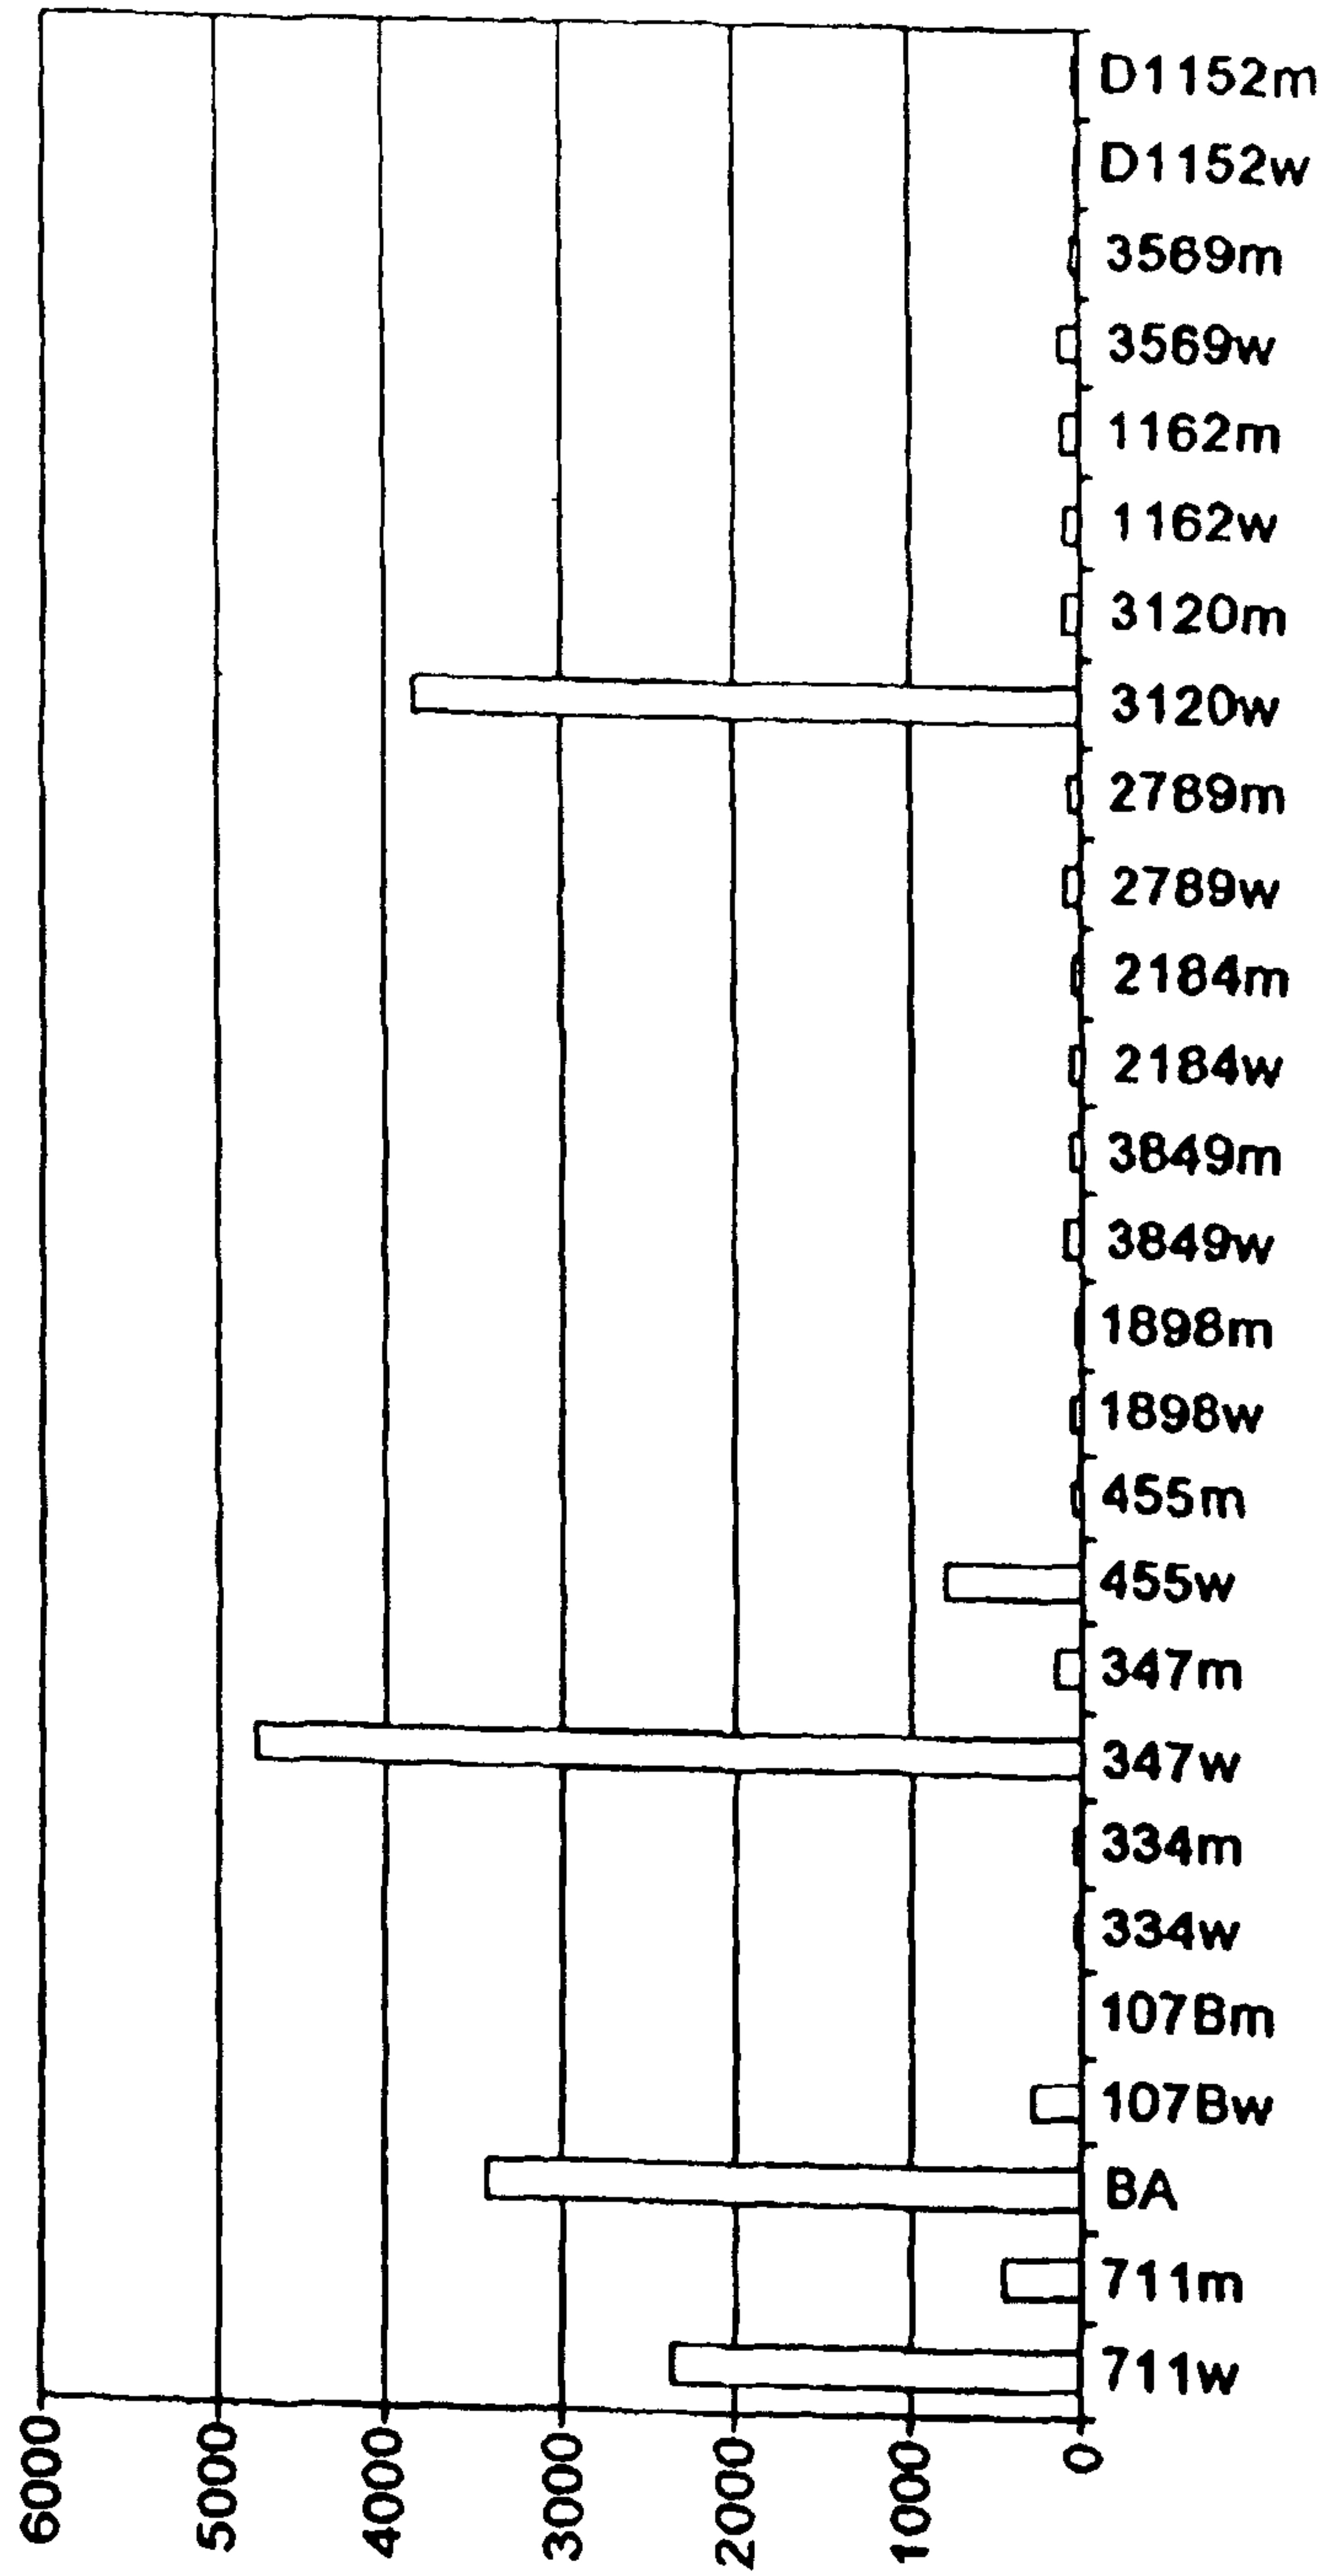 D1152m
D1152w
3569m
3569w
1162m
1162w
3120m
3120w
2789m
2789w
2184m
2184w
3849m
3849w
1898m
1898w
455m
455w
347m
347w
334m
334w
107Bm
107Bw
BA
711m
711w
6000
5000
4000
3000
2000
1000
0